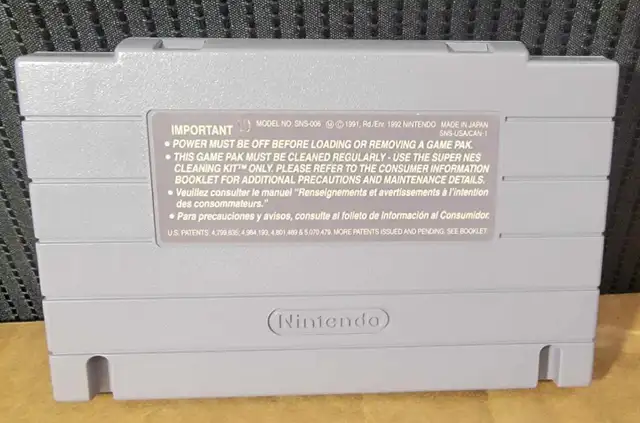 IMPORTANT MODEL NO. SNS-006 Ⓜ © 1991, Rd./Enr. 1992 NINTENDO MADE IN JAPAN
SNS-USA/CAN-1
• POWER MUST BE OFF BEFORE LOADING OR REMOVING A GAME PAK.
• THIS GAME PAK MUST BE CLEANED REGULARLY - USE THE SUPER NES
CLEANING KIT™ ONLY. PLEASE REFER TO THE CONSUMER INFORMATION
BOOKLET FOR ADDITIONAL PRECAUTIONS AND MAINTENANCE DETAILS.
• Veuillez consulter le manuel "Renseignements et avertissements à l'intention
des consommateurs."
• Para precauciones y avisos, consulte al folleto de Información al Consumidor.
U.S. PATENTS: 4,799,635; 4,984,193; 4,801,489 & 5,070,479. MORE PATENTS ISSUED AND PENDING. SEE BOOKLET.
Nintendo